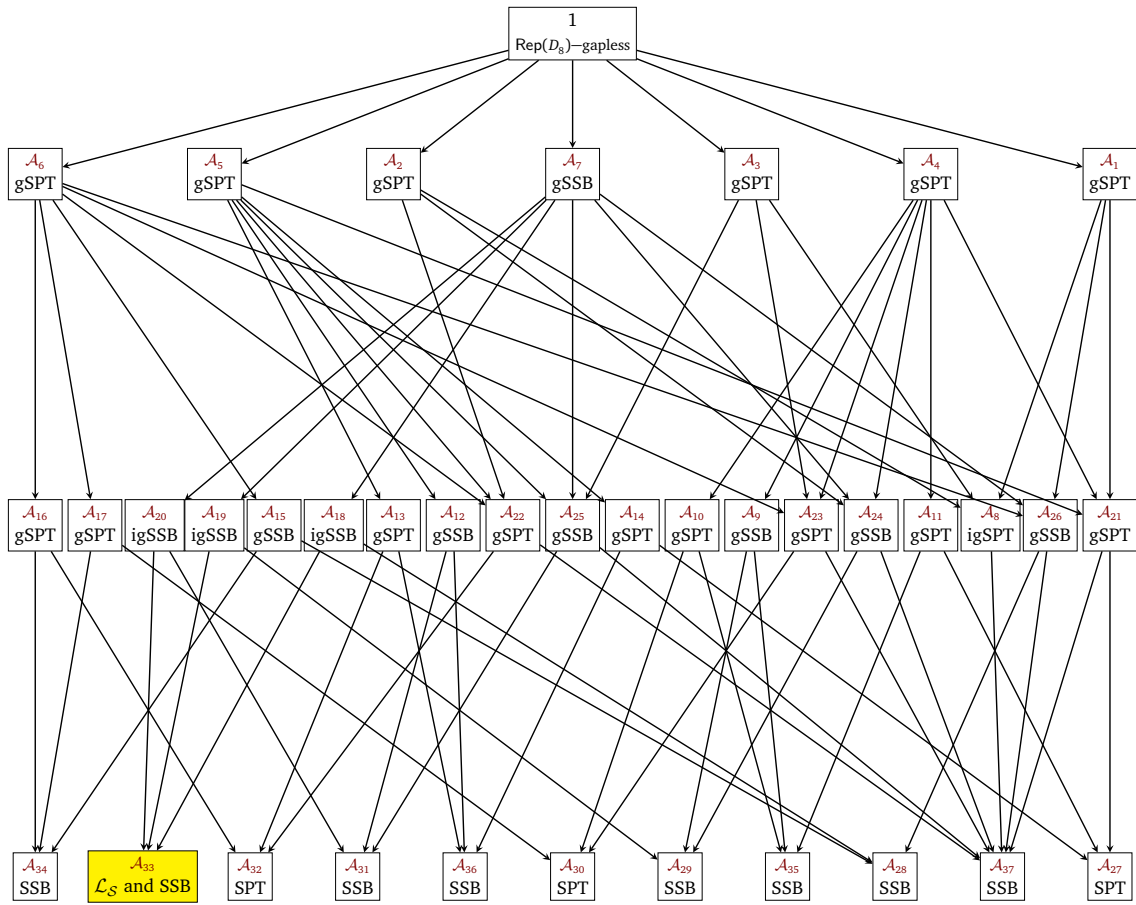 1
Rep(D₈)−gapless
𝒜₆
gSPT
𝒜₅
gSPT
𝒜₂
gSPT
𝒜₇
gSSB
𝒜₃
gSPT
𝒜₄
gSPT
𝒜₁
gSPT
𝒜₁₆
gSPT
𝒜₁₇
gSPT
𝒜₂₀
igSSB
𝒜₁₉
igSSB
𝒜₁₅
gSSB
𝒜₁₈
igSSB
𝒜₁₃
gSPT
𝒜₁₂
gSSB
𝒜₂₂
gSPT
𝒜₂₅
gSSB
𝒜₁₄
gSPT
𝒜₁₀
gSPT
𝒜₉
gSSB
𝒜₂₃
gSPT
𝒜₂₄
gSSB
𝒜₁₁
gSPT
𝒜₈
igSPT
𝒜₂₆
gSSB
𝒜₂₁
gSPT
𝒜₃₄
SSB
𝒜₃₃
ℒ_𝒮 and SSB
𝒜₃₂
SPT
𝒜₃₁
SSB
𝒜₃₆
SSB
𝒜₃₀
SPT
𝒜₂₉
SSB
𝒜₃₅
SSB
𝒜₂₈
SSB
𝒜₃₇
SSB
𝒜₂₇
SPT